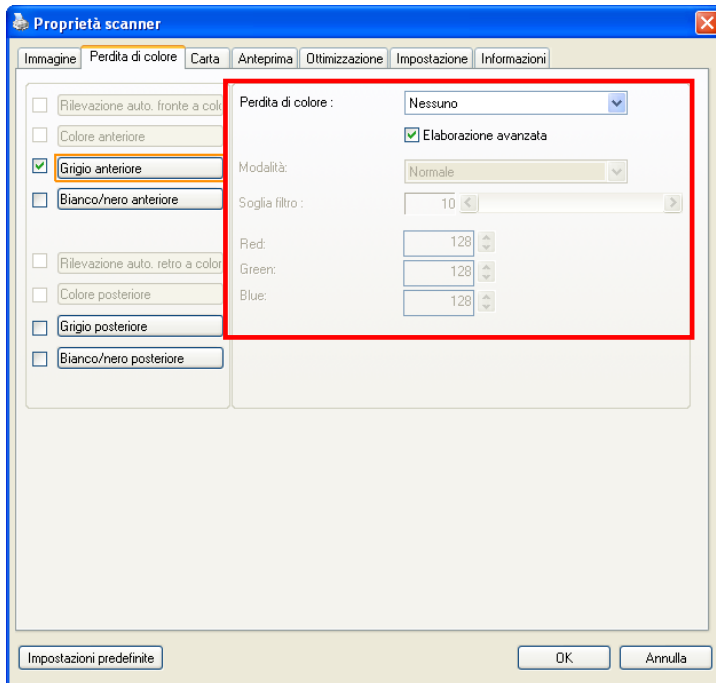 Proprietà scanner
Immagine Perdita di colore Carta Anteprima Ottimizzazione Impostazione Informazioni
Rilevazione auto. fronte a colo
Colore anteriore
Grigio anteriore
Bianco/nero anteriore
Rilevazione auto. retro a color
Colore posteriore
Grigio posteriore
Bianco/nero posteriore
Perdita di colore : Nessuno
Elaborazione avanzata
Modalità: Normale
Soglia filtro : 10
Red: 128
Green: 128
Blue: 128
Impostazioni predefinite OK Annulla